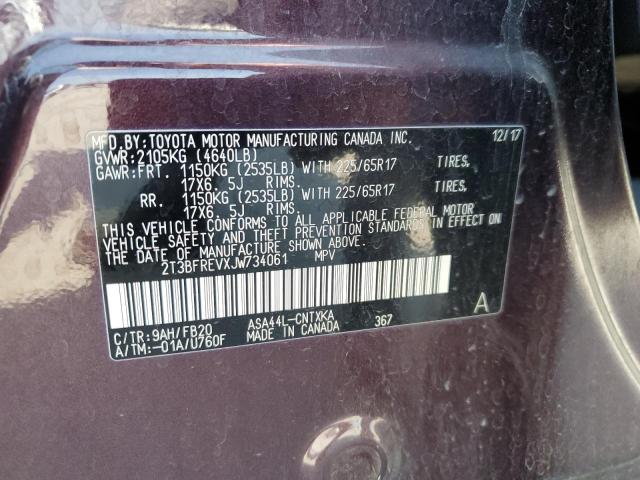 MFD.BY:TOYOTA MOTOR MANUFACTURING CANADA INC. 12/17
GVWR:2105KG (4640LB)
GAWR:FRT. 1150KG (2535LB) WITH 225/65R17 TIRES,
17X6. 5J RIMS.
RR. 1150KG (2535LB) WITH 225/65R17 TIRES,
17X6. 5J RIMS.
THIS VEHICLE CONFORMS TO ALL APPLICABLE FEDERAL MOTOR
VEHICLE SAFETY AND THEFT PREVENTION STANDARDS IN EFFECT ON
THE DATE OF MANUFACTURE SHOWN ABOVE.
2T3BFREVXJW734061 MPV
A
C/TR:9AH/FB20 ASA44L-CNTXKA 367
A/TM:-01A/U760F MADE IN CANADA